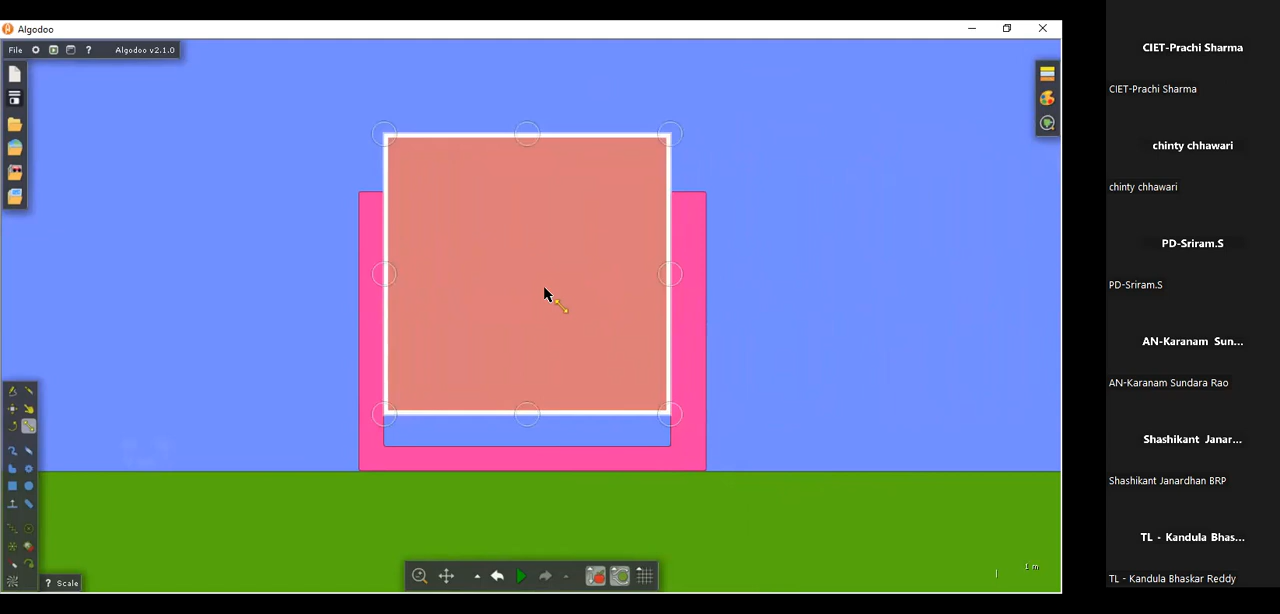 Algodoo
File ? Algodoo v2.1.0
? Scale
1 m
CIET-Prachi Sharma
CIET-Prachi Sharma
chinty chhawari
chinty chhawari
PD-Sriram.S
PD-Sriram.S
AN-Karanam Sun...
AN-Karanam Sundara Rao
Shashikant Janar...
Shashikant Janardhan BRP
TL - Kandula Bhas...
TL - Kandula Bhaskar Reddy